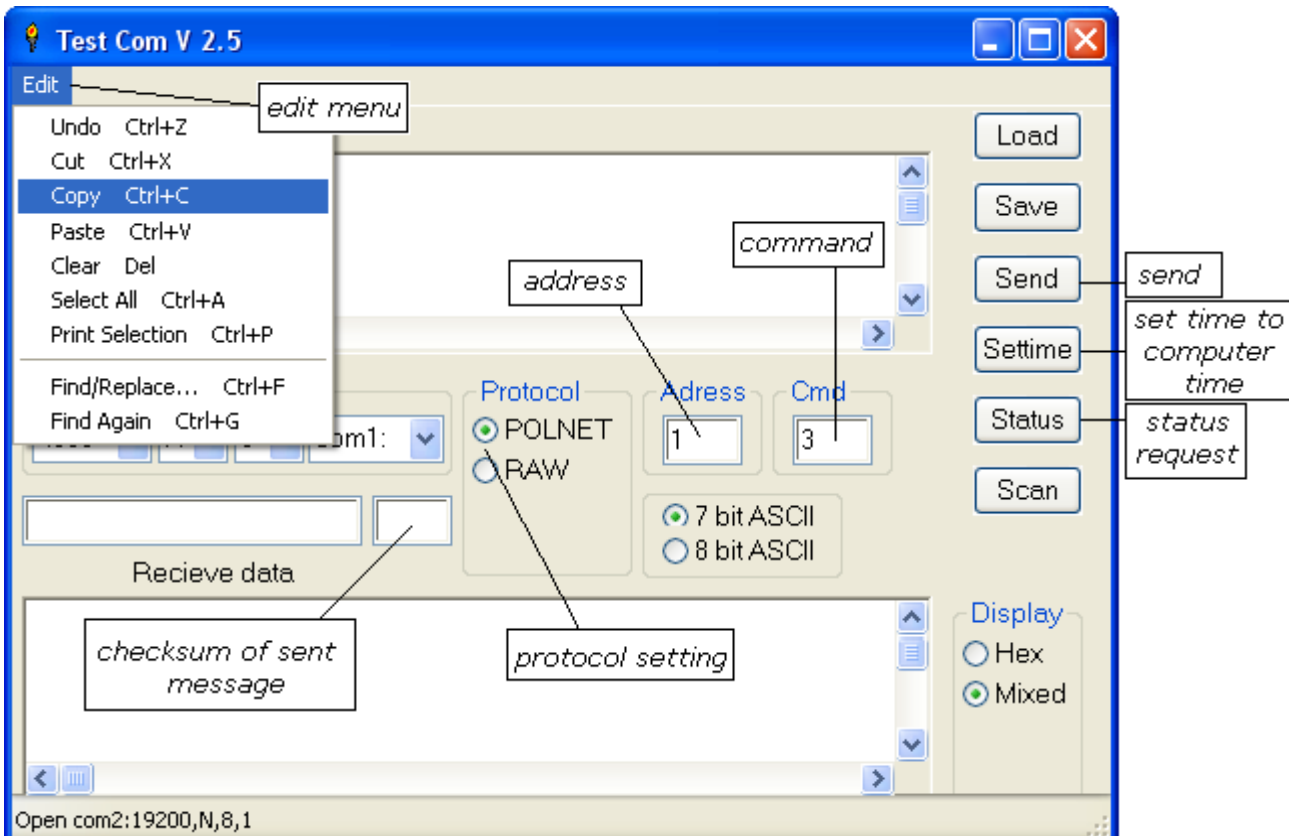 Test Com V 2.5
Edit
edit menu
Undo Ctrl+Z
Cut Ctrl+X
Copy Ctrl+C
Paste Ctrl+V
Clear Del
Select All Ctrl+A
Print Selection Ctrl+P
Find/Replace... Ctrl+F
Find Again Ctrl+G
Load
Save
Send
Settime
Status
Scan
send
set time to
computer
time
status
request
command
address
Protocol
POLNET
RAW
Adress
1
Cmd
3
Com1:
7 bit ASCII
8 bit ASCII
Recieve data
checksum of sent
message
protocol setting
Display
Hex
Mixed
Open com2:19200,N,8,1